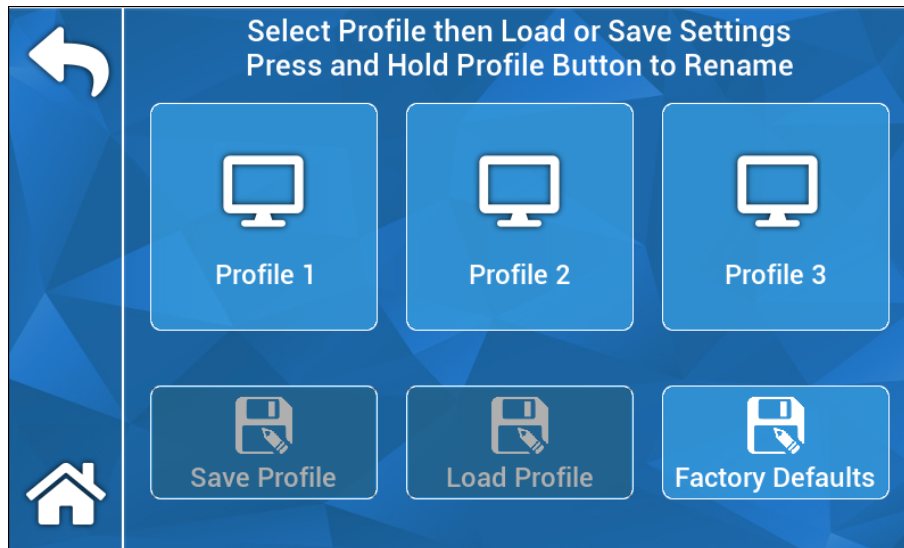 Select Profile then Load or Save Settings
Press and Hold Profile Button to Rename
Profile 1
Profile 2
Profile 3
Save Profile
Load Profile
Factory Defaults